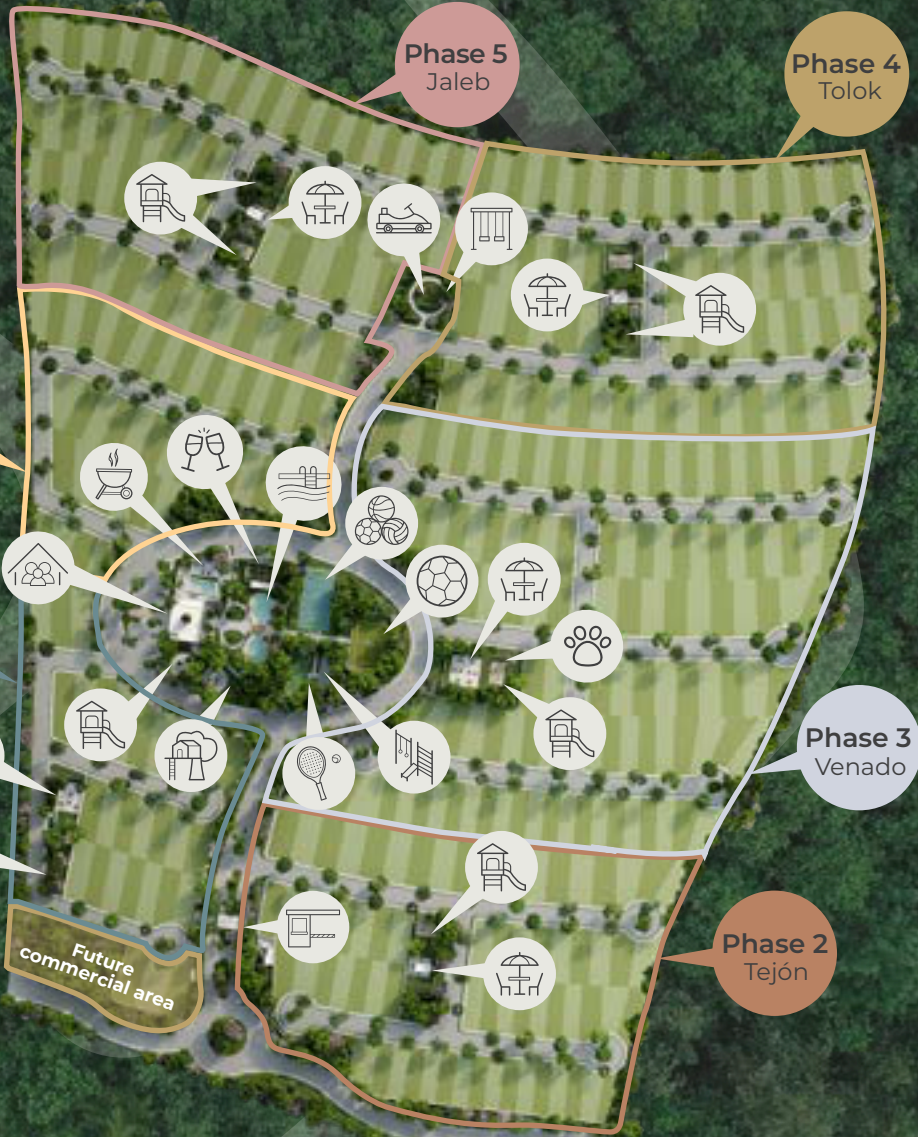 Phase 5
Jaleb
Phase 4
Tolok
Phase 3
Venado
Phase 2
Tejón
Future
commercial area